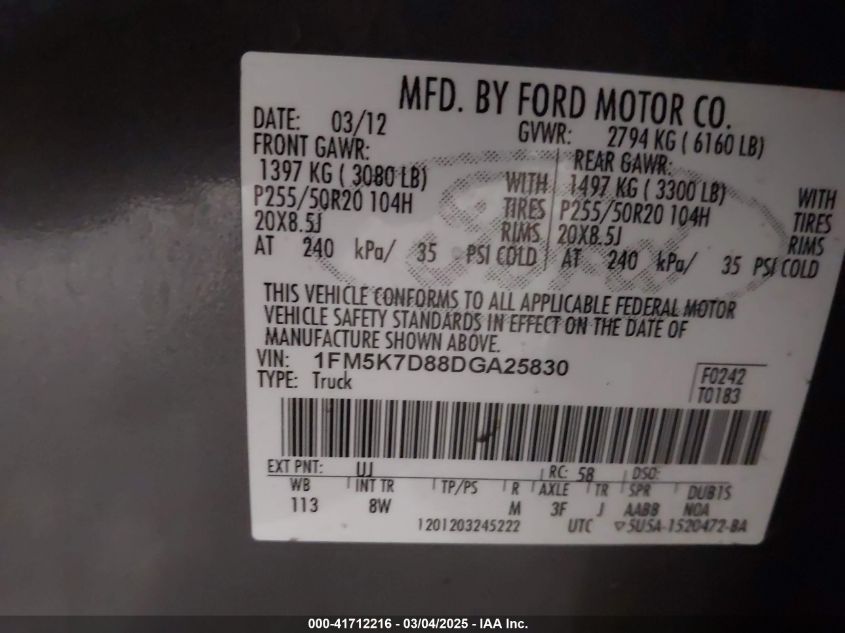 MFD. BY FORD MOTOR CO.
DATE: 03/12 GVWR: 2794 KG ( 6160 LB)
FRONT GAWR: REAR GAWR:
1397 KG ( 3080 LB) WITH 1497 KG ( 3300 LB) WITH
P255/50R20 104H TIRES P255/50R20 104H TIRES
20X8.5J RIMS 20X8.5J RIMS
AT 240 kPa/ 35 PSI COLD AT 240 kPa/ 35 PSI COLD
THIS VEHICLE CONFORMS TO ALL APPLICABLE FEDERAL MOTOR
VEHICLE SAFETY STANDARDS IN EFFECT ON THE DATE OF
MANUFACTURE SHOWN ABOVE.
VIN: 1FM5K7D88DGA25830
TYPE: Truck
F0242
T0183
EXT PNT: UJ RC: 58 DSO:
WB INT TR TP/PS R AXLE TR SPR DUB1S
113 8W M 3F J AABB NOA
1201203245222 UTC ▽5U5A-1520472-BA
000-41712216 - 03/04/2025 - IAA Inc.